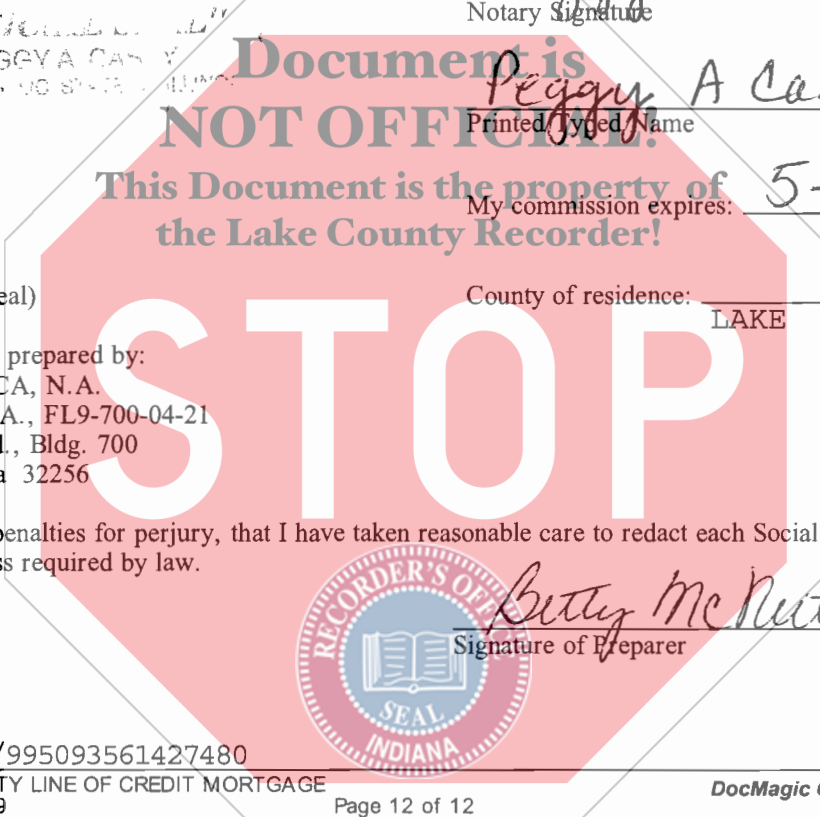 Notary Signature
Document is
Peggy A Ca
NOT OFFICIAL!
Printed/Typed Name
This Document is the property of
My commission expires: 5-
the Lake County Recorder!
eal)
County of residence:
LAKE
STOP
prepared by:
CA, N.A.
A., FL9-700-04-21
., Bldg. 700
a 32256
penalties for perjury, that I have taken reasonable care to redact each Social
s required by law.
Betty McNutt
Signature of Preparer
RECORDER'S OFFICE
SEAL
INDIANA
/995093561427480
TY LINE OF CREDIT MORTGAGE
DocMagic
9
Page 12 of 12